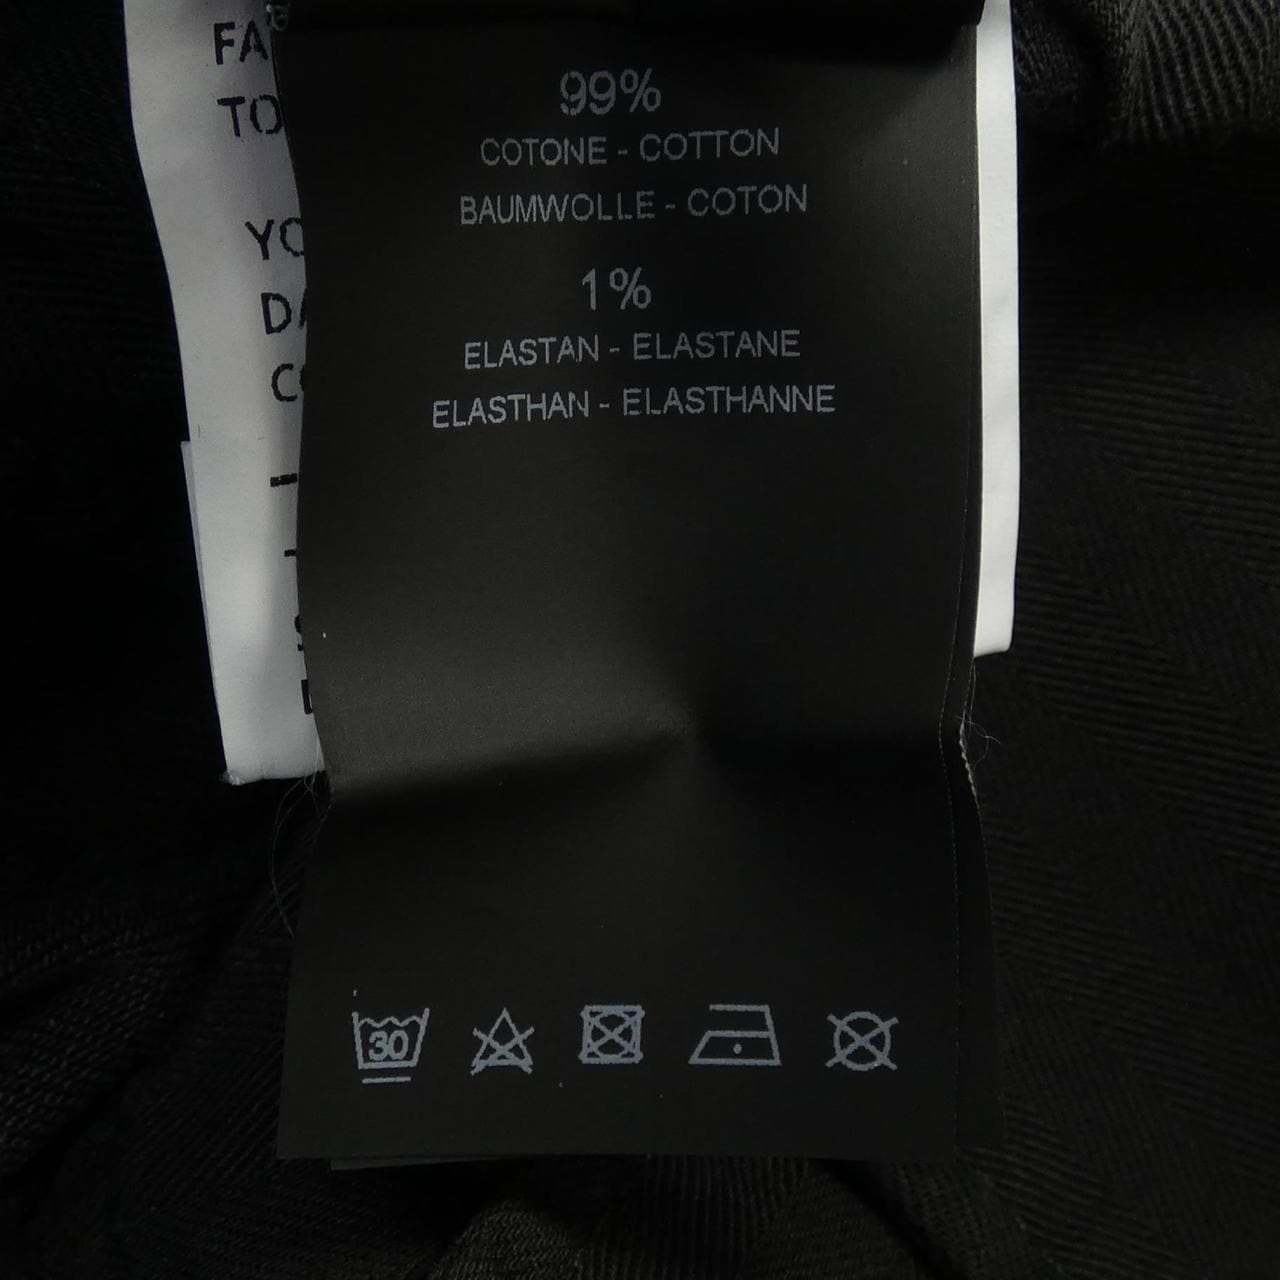 99%
COTONE - COTTON
BAUMWOLLE - COTON
1%
ELASTAN - ELASTANE
ELASTHAN - ELASTHANNE
30